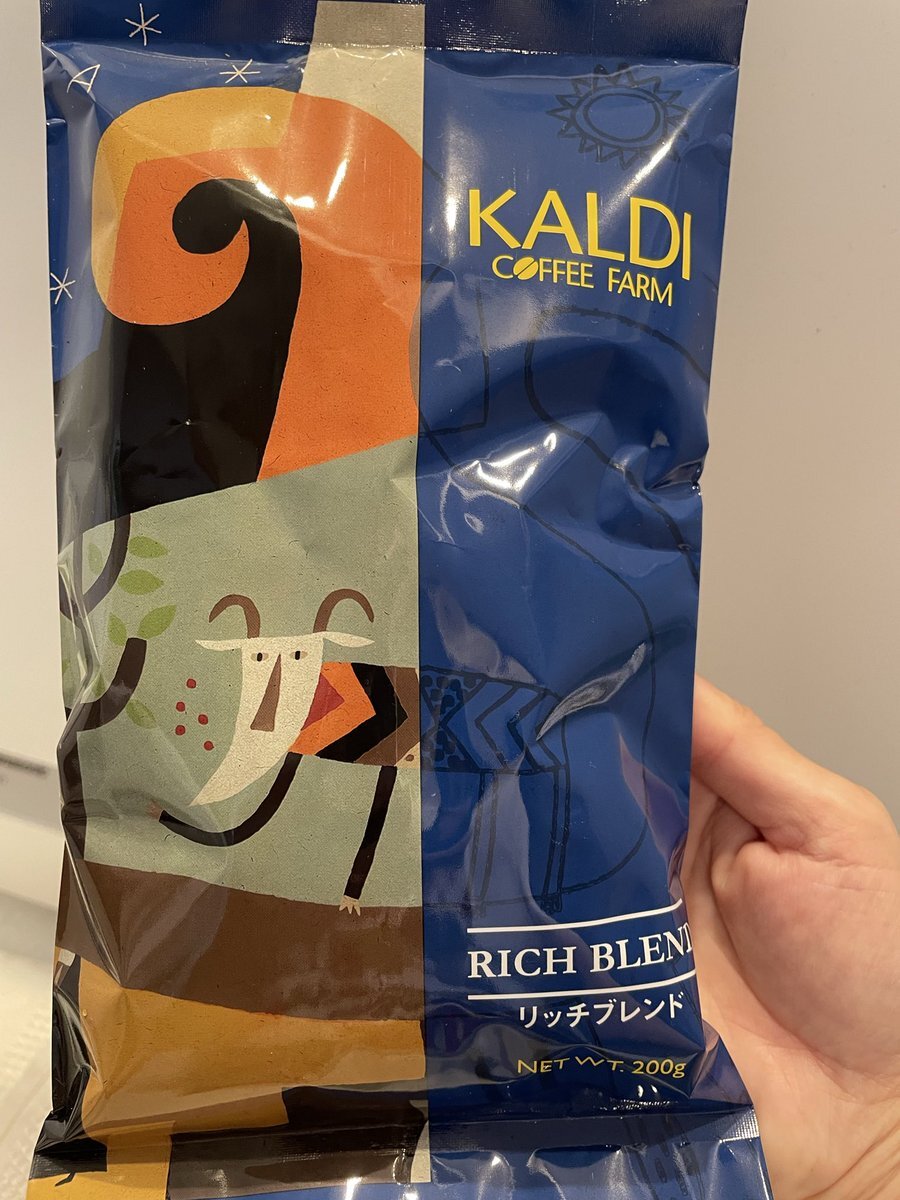 KALDI
COFFEE FARM
RICH BLEND
リッチブレンド
NET WT. 200g